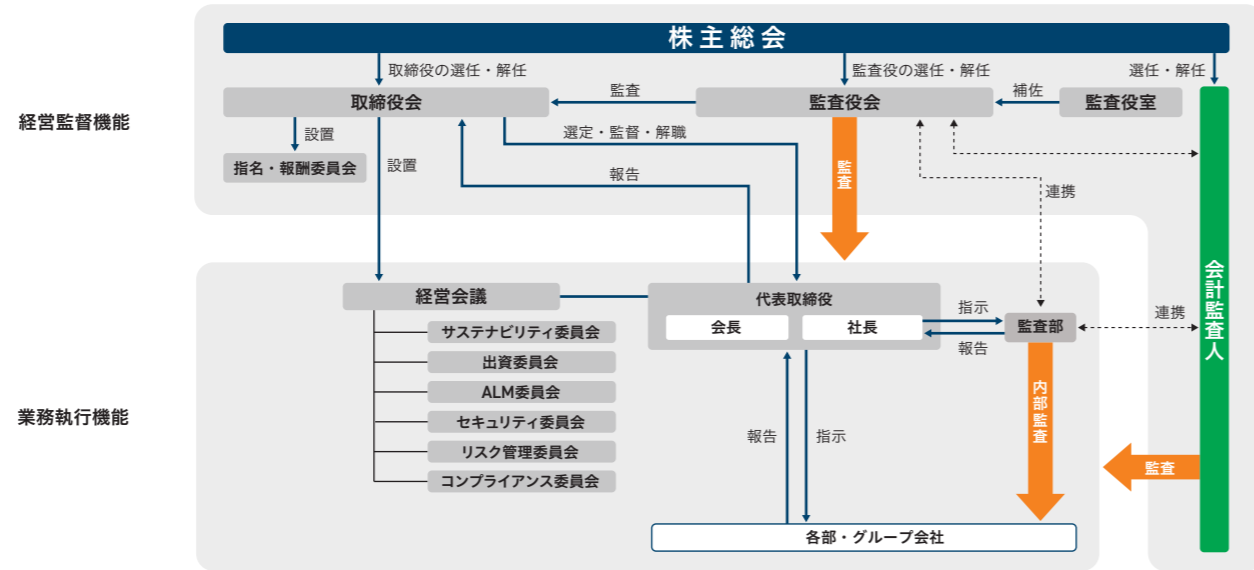 株主総会
取締役の選任・解任
監査役の選任・解任
選任・解任
経営監督機能
取締役会
監査
監査役会
補佐
監査役室
設置
選定・監督・解職
指名・報酬委員会
設置
報告
監査
連携
会計監査人
業務執行機能
経営会議
代表取締役
会長
社長
指示
報告
監査部
連携
サステナビリティ委員会
出資委員会
ALM委員会
セキュリティ委員会
リスク管理委員会
コンプライアンス委員会
報告
指示
内部監査
監査
各部・グループ会社